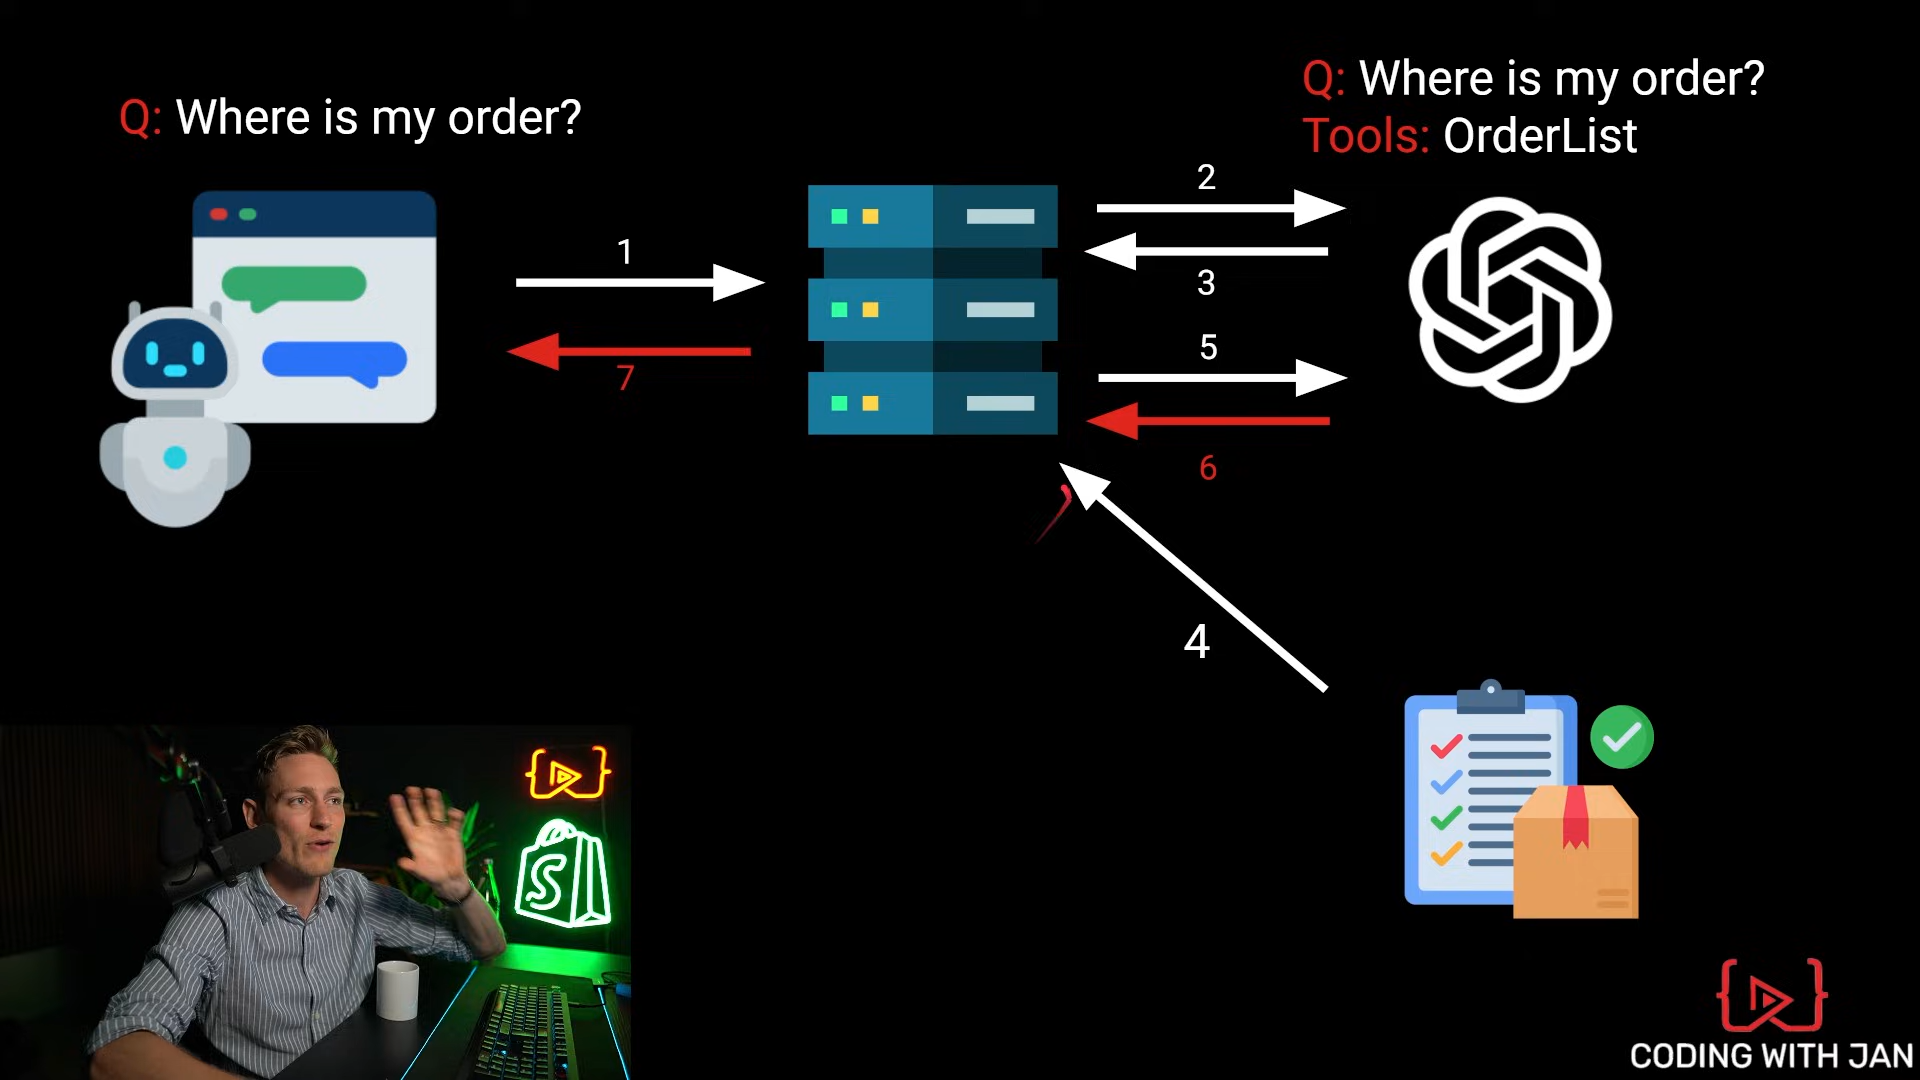 Q: Where is my order?
Q: Where is my order?
Tools: OrderList
1
2
3
4
5
6
7
S
CODING WITH JAN